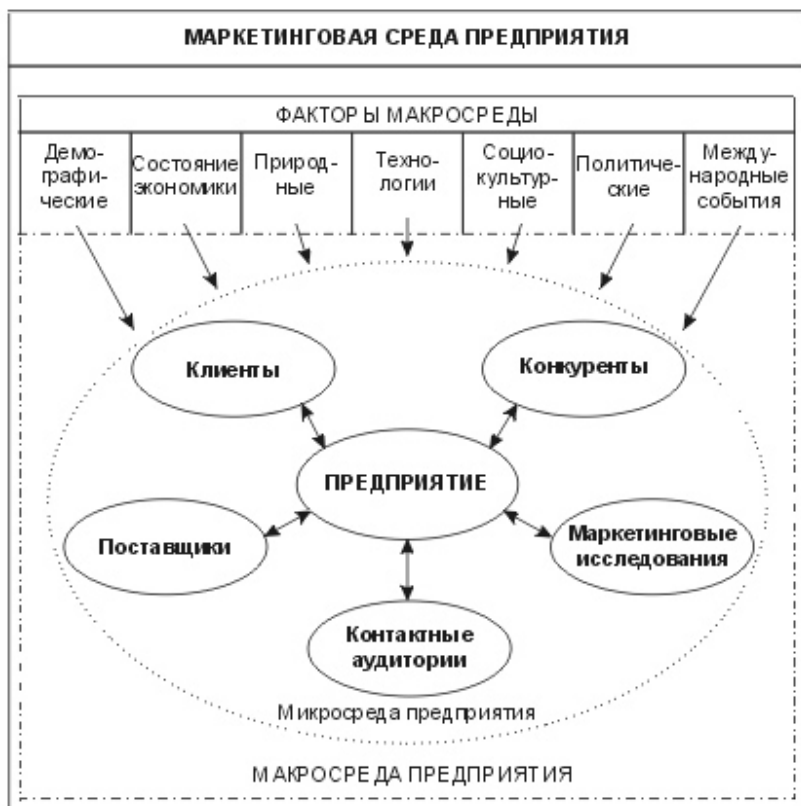 МАРКЕТИНГОВАЯ СРЕДА ПРЕДПРИЯТИЯ
ФАКТОРЫ МАКРОСРЕДЫ
Демо-
графи-
ческие
Состояние
экономики
Природ-
ные
Техно-
логии
Социо-
культур-
ные
Политиче-
ские
Между-
народные
события
Клиенты
Конкуренты
ПРЕДПРИЯТИЕ
Поставщики
Маркетинговые
исследования
Контактные
аудитории
Микросреда предприятия
МАКРОСРЕДА ПРЕДПРИЯТИЯ